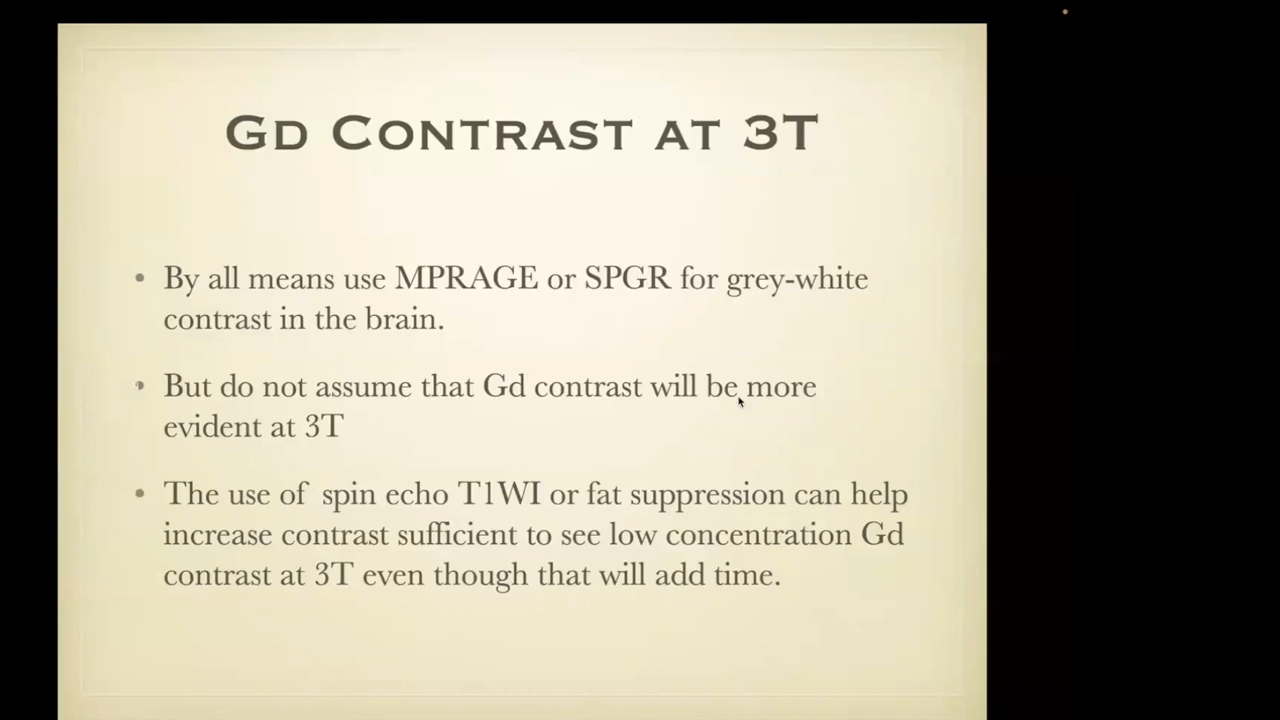 Gd Contrast at 3T
• By all means use MPRAGE or SPGR for grey-white
contrast in the brain.
• But do not assume that Gd contrast will be more
evident at 3T
• The use of spin echo T1WI or fat suppression can help
increase contrast sufficient to see low concentration Gd
contrast at 3T even though that will add time.